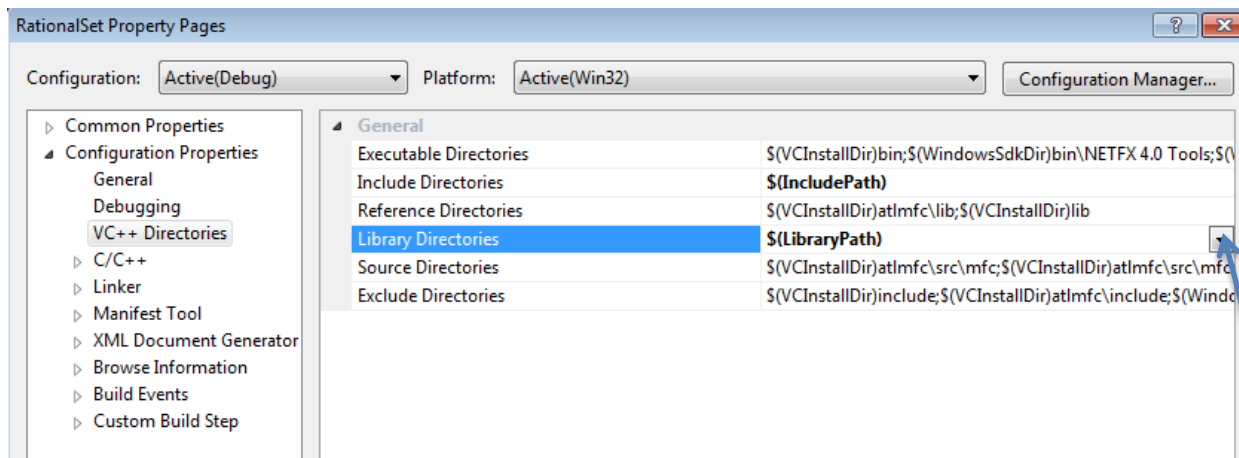 RationalSet Property Pages
Configuration: Active(Debug) Platform: Active(Win32) Configuration Manager...
Common Properties
Configuration Properties
General
Debugging
VC++ Directories
C/C++
Linker
Manifest Tool
XML Document Generator
Browse Information
Build Events
Custom Build Step
General
Executable Directories $(VCInstallDir)bin;$(WindowsSdkDir)bin\NETFX 4.0 Tools;$(
Include Directories $(IncludePath)
Reference Directories $(VCInstallDir)atlmfc\lib;$(VCInstallDir)lib
Library Directories $(LibraryPath)
Source Directories $(VCInstallDir)atlmfc\src\mfc;$(VCInstallDir)atlmfc\src\mfc
Exclude Directories $(VCInstallDir)include;$(VCInstallDir)atlmfc\include;$(Windo